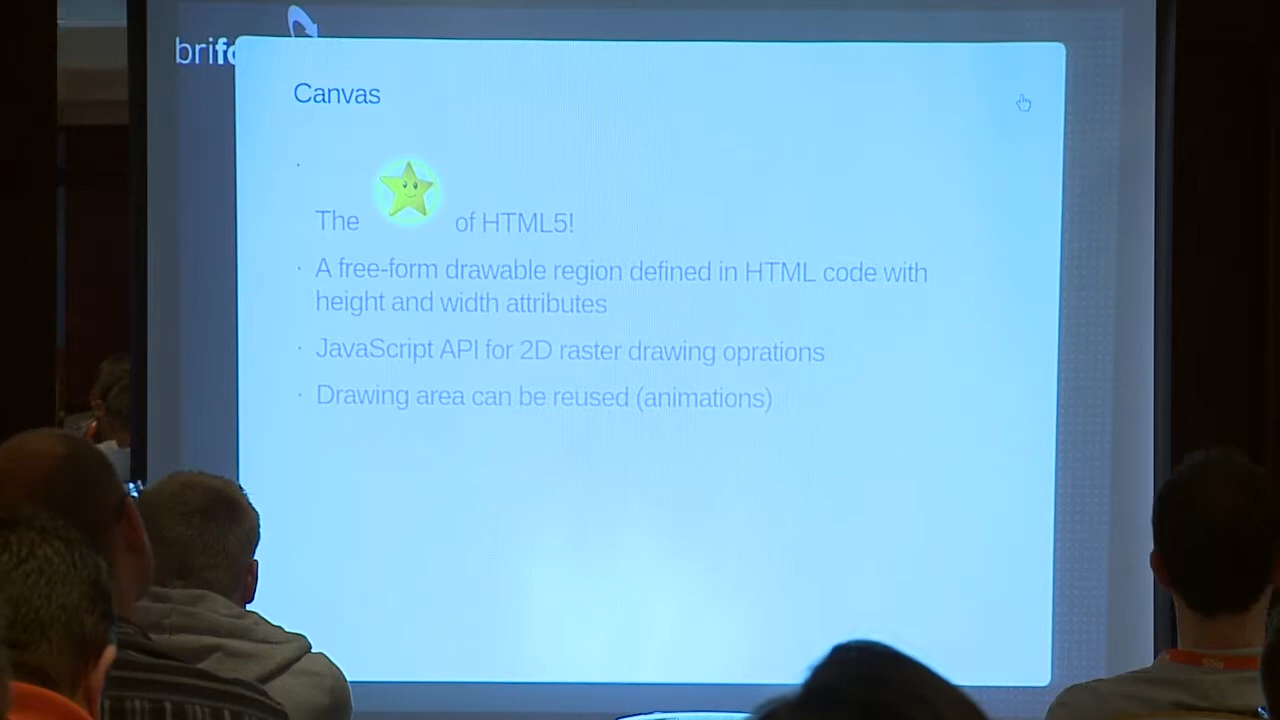 brifo
Canvas
The of HTML5!
· A free-form drawable region defined in HTML code with
height and width attributes
· JavaScript API for 2D raster drawing oprations
· Drawing area can be reused (animations)